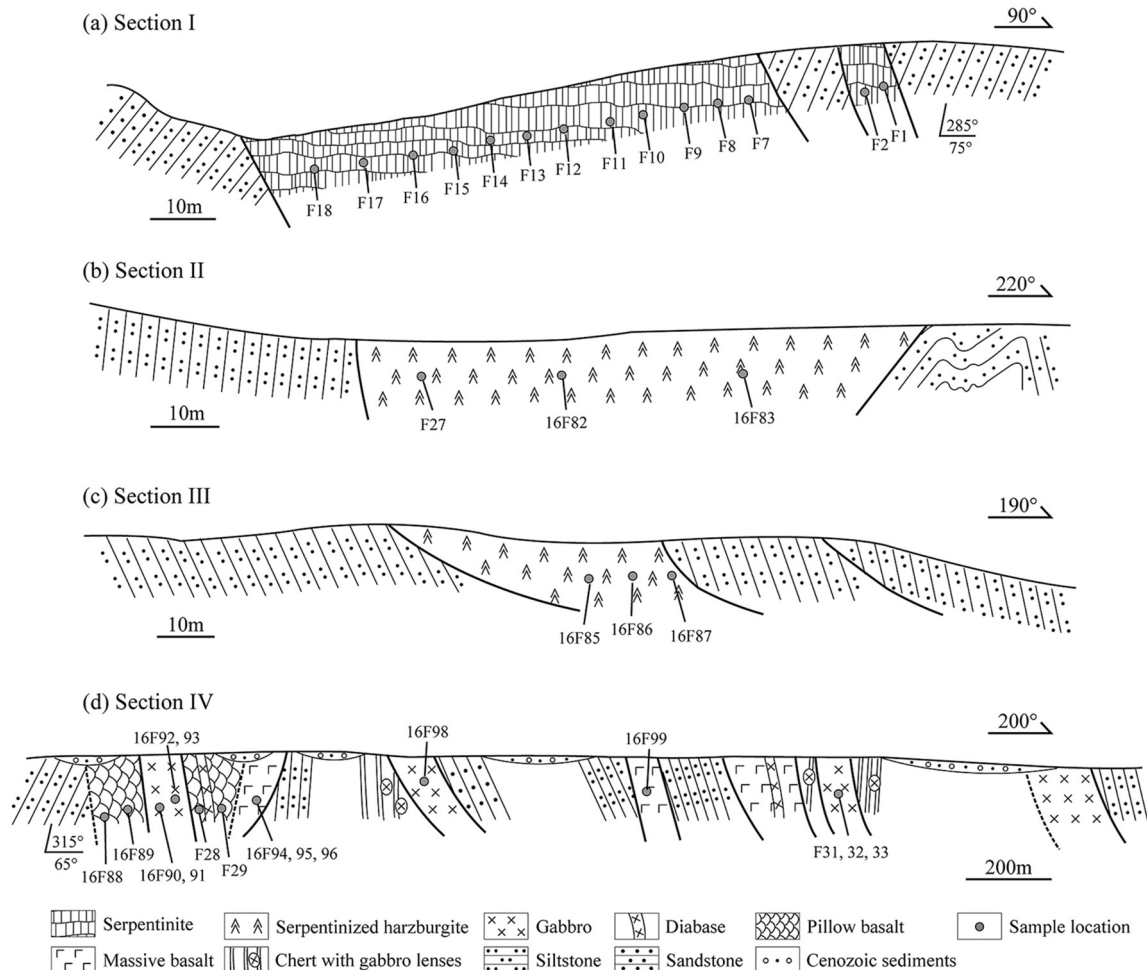 (a) Section I
90°
285°
75°
F2
F1
F7
F8
F9
F10
F11
F12
F13
F14
F15
F16
F17
F18
10m
(b) Section II
220°
10m
F27
16F82
16F83
(c) Section III
190°
10m
16F85
16F86
16F87
(d) Section IV
200°
16F92, 93
16F98
16F99
315°
65°
16F88
16F89
16F90, 91
F28
F29
16F94, 95, 96
F31, 32, 33
200m
Serpentinite
Serpentinized harzburgite
Gabbro
Diabase
Pillow basalt
Sample location
Massive basalt
Chert with gabbro lenses
Siltstone
Sandstone
Cenozoic sediments